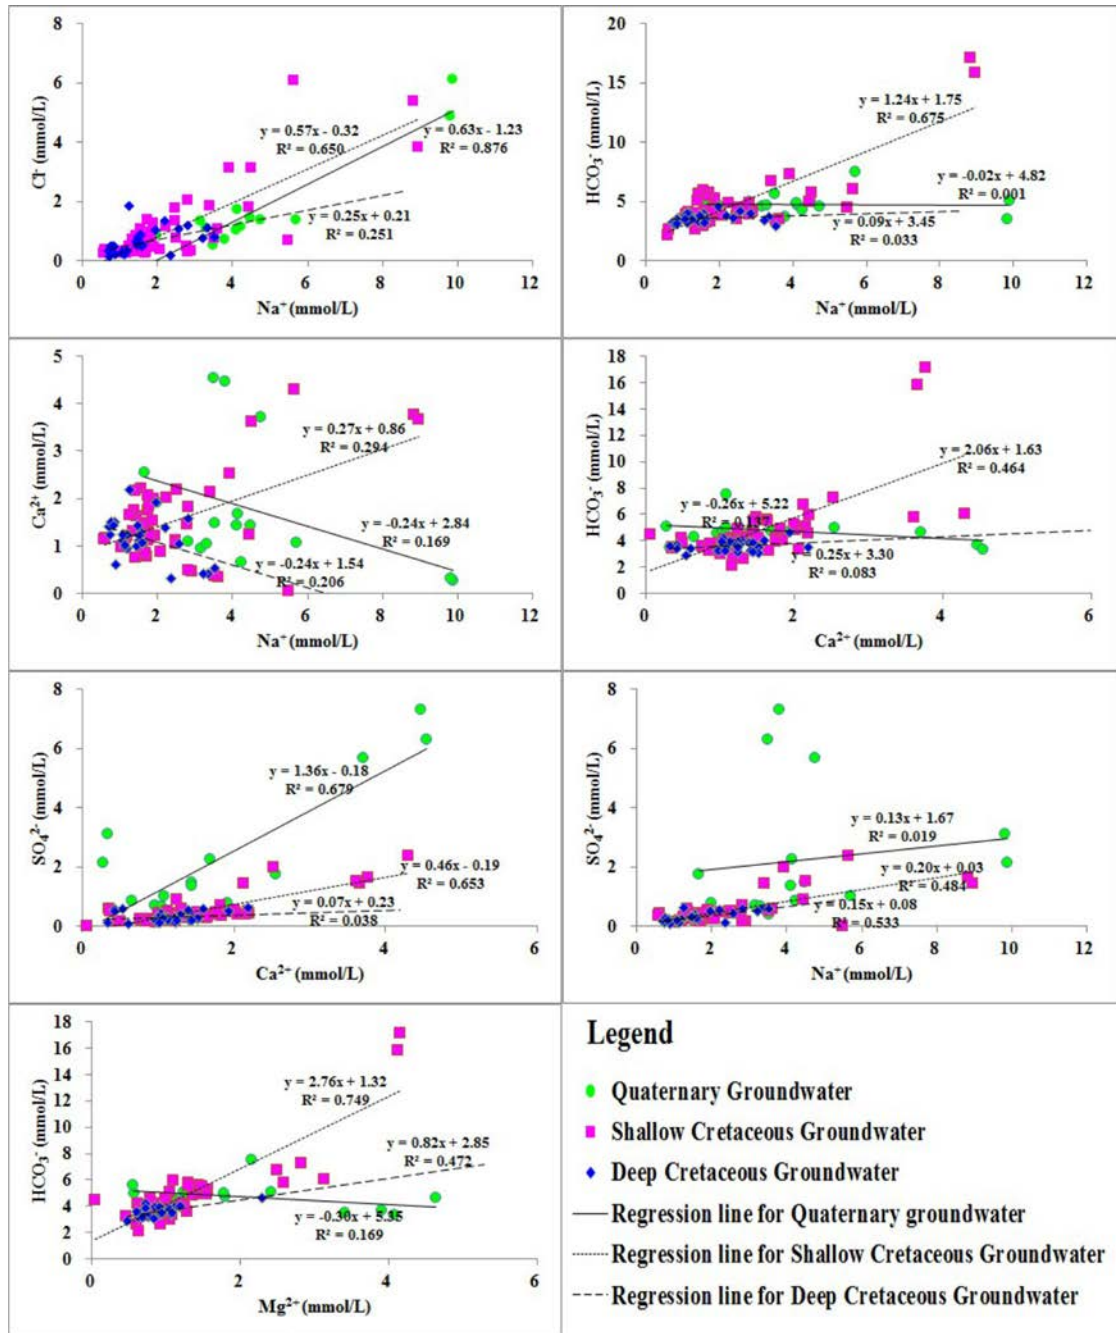 8
6
4
2
0
Cl⁻ (mmol/L)
y = 0.57x - 0.32
R² = 0.650
y = 0.63x - 1.23
R² = 0.876
y = 0.25x + 0.21
R² = 0.251
0 2 4 6 8 10 12
Na⁺ (mmol/L)
20
15
10
5
0
HCO₃⁻ (mmol/L)
y = 1.24x + 1.75
R² = 0.675
y = -0.02x + 4.82
R² = 0.001
y = 0.09x + 3.45
R² = 0.033
0 2 4 6 8 10 12
Na⁺ (mmol/L)
5
4
3
2
1
0
Ca²⁺ (mmol/L)
y = 0.27x + 0.86
R² = 0.294
y = -0.24x + 2.84
R² = 0.169
y = -0.24x + 1.54
R² = 0.206
0 2 4 6 8 10 12
Na⁺ (mmol/L)
18
16
14
12
10
8
6
4
2
0
HCO₃⁻ (mmol/L)
y = 2.06x + 1.63
R² = 0.464
y = -0.26x + 5.22
R² = 0.137
y = 0.25x + 3.30
R² = 0.083
0 2 4 6
Ca²⁺ (mmol/L)
8
6
4
2
0
SO₄²⁻ (mmol/L)
y = 1.36x - 0.18
R² = 0.679
y = 0.46x - 0.19
R² = 0.653
y = 0.07x + 0.23
R² = 0.038
0 2 4 6
Ca²⁺ (mmol/L)
8
6
4
2
0
SO₄²⁻ (mmol/L)
y = 0.13x + 1.67
R² = 0.019
y = 0.20x + 0.03
R² = 0.484
y = 0.15x + 0.08
R² = 0.533
0 2 4 6 8 10 12
Na⁺ (mmol/L)
18
16
14
12
10
8
6
4
2
0
HCO₃⁻ (mmol/L)
y = 2.76x + 1.32
R² = 0.749
y = 0.82x + 2.85
R² = 0.472
y = -0.30x + 5.35
R² = 0.169
0 2 4 6
Mg²⁺ (mmol/L)
Legend
Quaternary Groundwater
Shallow Cretaceous Groundwater
Deep Cretaceous Groundwater
Regression line for Quaternary groundwater
Regression line for Shallow Cretaceous Groundwater
Regression line for Deep Cretaceous Groundwater